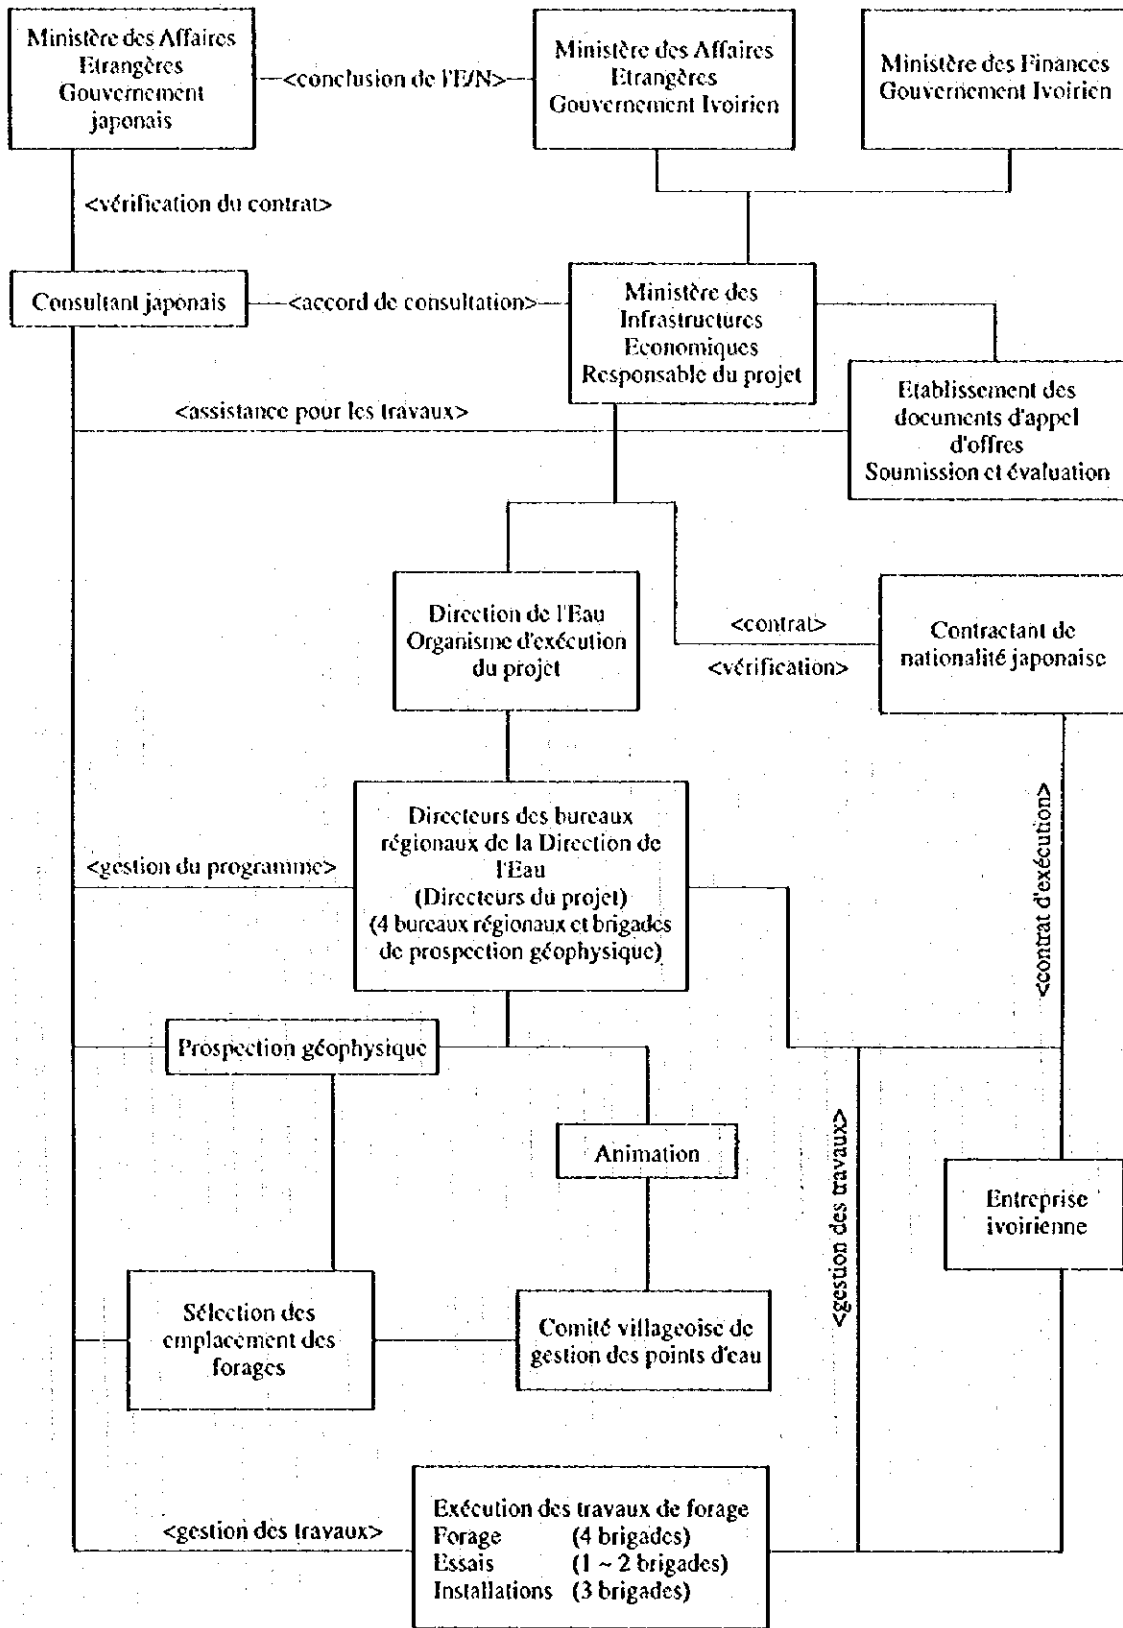 Ministère des Affaires
Etrangères
Gouvernement
japonais
<conclusion de l'E/N>
Ministère des Affaires
Etrangères
Gouvernement Ivoirien
Ministère des Finances
Gouvernement Ivoirien
<vérification du contrat>
Consultant japonais
<accord de consultation>
Ministère des
Infrastructures
Economiques
Responsable du projet
<assistance pour les travaux>
Etablissement des
documents d'appel
d'offres
Soumission et évaluation
Direction de l'Eau
Organisme d'exécution
du projet
<contrat>
<vérification>
Contractant de
nationalité japonaise
Directeurs des bureaux
régionaux de la Direction de
l'Eau
(Directeurs du projet)
(4 bureaux régionaux et brigades
de prospection géophysique)
<gestion du programme>
<contrat d'exécution>
Prospection géophysique
Animation
<gestion des travaux>
Entreprise
ivoirienne
Sélection des
emplacement des
forages
Comité villageoise de
gestion des points d'eau
<gestion des travaux>
Exécution des travaux de forage
Forage (4 brigades)
Essais (1 ~ 2 brigades)
Installations (3 brigades)